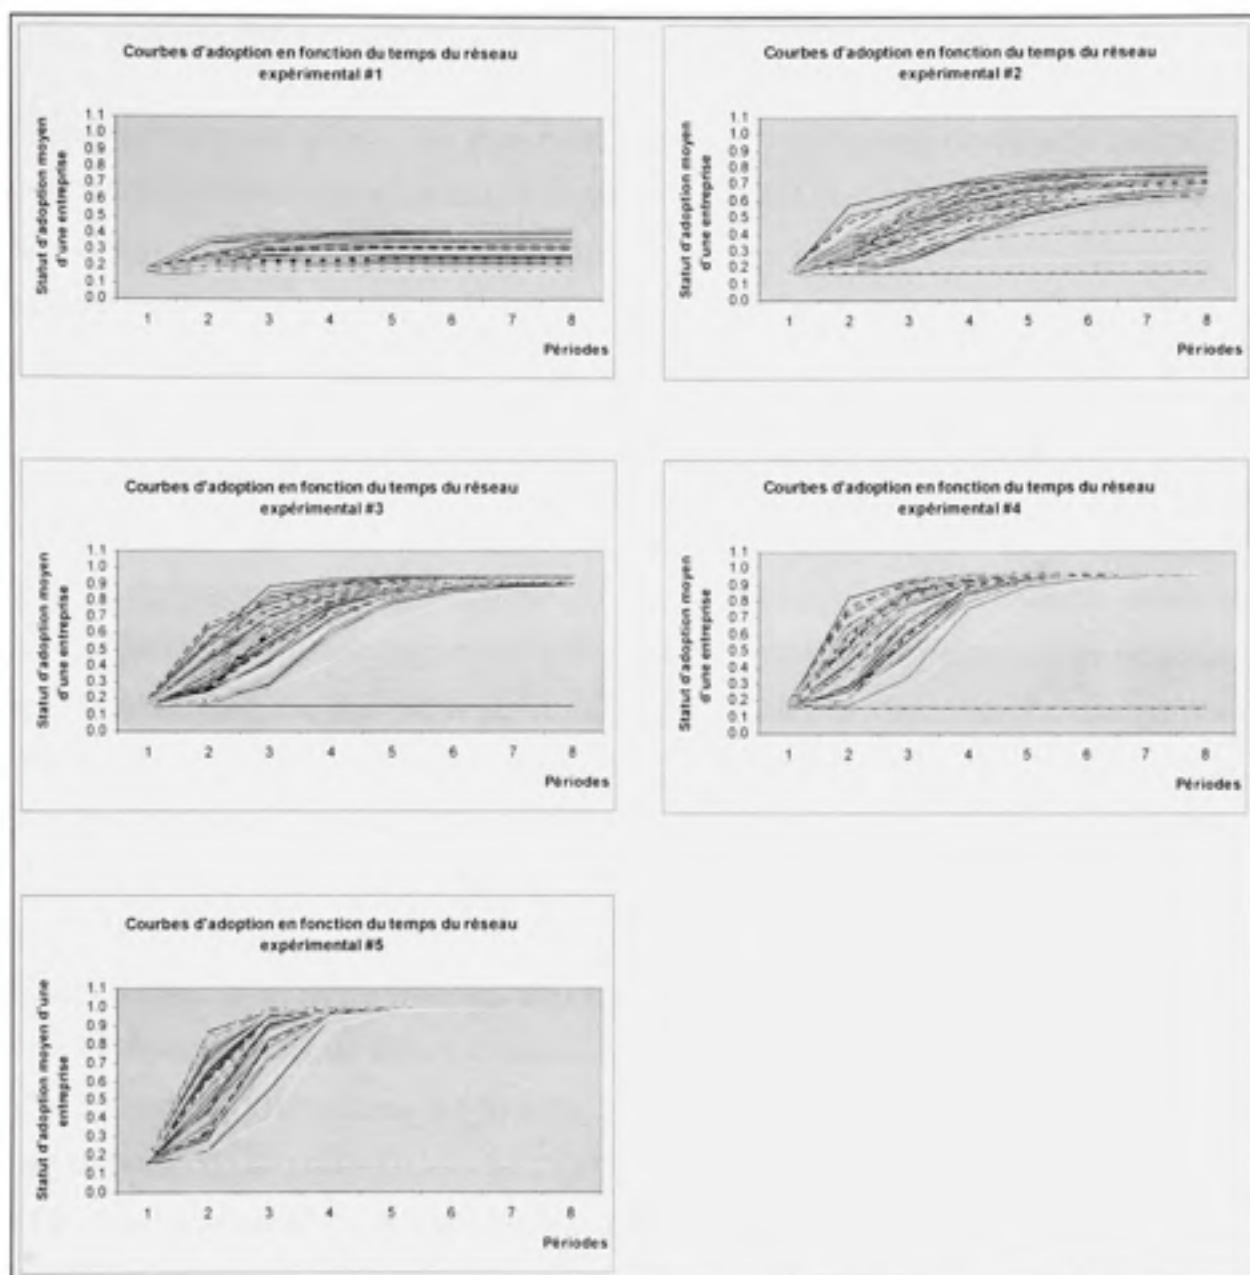 Courbes d'adoption en fonction du temps du réseau
expérimental #1
Statut d'adoption moyen
d'une entreprise
1.1
1.0
0.9
0.8
0.7
0.6
0.5
0.4
0.3
0.2
0.1
0.0
1 2 3 4 5 6 7 8
Périodes
Courbes d'adoption en fonction du temps du réseau
expérimental #2
Statut d'adoption moyen
d'une entreprise
1.1
1.0
0.9
0.8
0.7
0.6
0.5
0.4
0.3
0.2
0.1
0.0
1 2 3 4 5 6 7 8
Périodes
Courbes d'adoption en fonction du temps du réseau
expérimental #3
Statut d'adoption moyen
d'une entreprise
1.1
1.0
0.9
0.8
0.7
0.6
0.5
0.4
0.3
0.2
0.1
0.0
1 2 3 4 5 6 7 8
Périodes
Courbes d'adoption en fonction du temps du réseau
expérimental #4
Statut d'adoption moyen
d'une entreprise
1.1
1.0
0.9
0.8
0.7
0.6
0.5
0.4
0.3
0.2
0.1
0.0
1 2 3 4 5 6 7 8
Périodes
Courbes d'adoption en fonction du temps du réseau
expérimental #5
Statut d'adoption moyen d'une
entreprise
1.1
1.0
0.9
0.8
0.7
0.6
0.5
0.4
0.3
0.2
0.1
0.0
1 2 3 4 5 6 7 8
Périodes